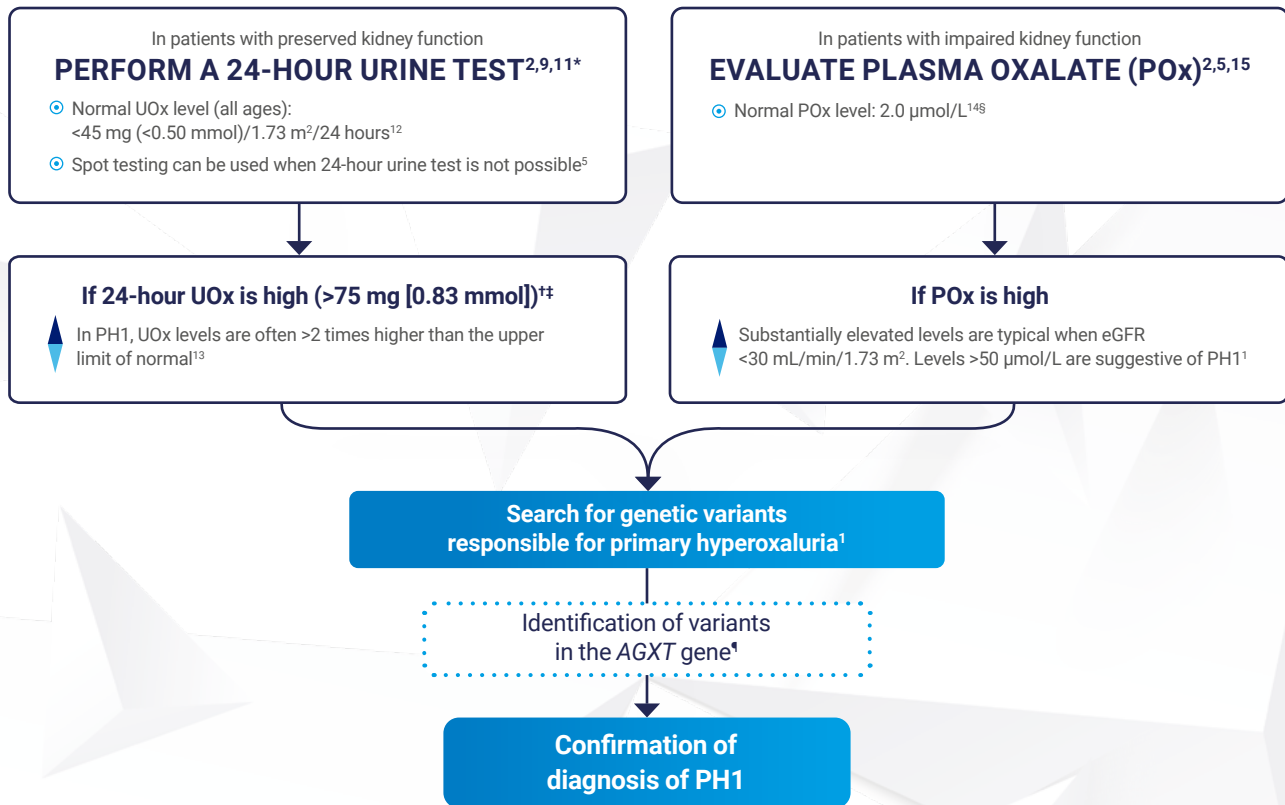 In patients with preserved kidney function
PERFORM A 24-HOUR URINE TEST2,9,11*
Normal UOx level (all ages):
<45 mg (<0.50 mmol)/1.73 m2/24 hours12
Spot testing can be used when 24-hour urine test is not possible5
In patients with impaired kidney function
EVALUATE PLASMA OXALATE (POx)2,5,15
Normal POx level: 2.0 μmol/L14§
If 24-hour UOx is high (>75 mg [0.83 mmol])†‡
In PH1, UOx levels are often >2 times higher than the upper
limit of normal13
If POx is high
Substantially elevated levels are typical when eGFR
<30 mL/min/1.73 m2. Levels >50 μmol/L are suggestive of PH11
Search for genetic variants
responsible for primary hyperoxaluria1
Identification of variants
in the AGXT gene¶
Confirmation of
diagnosis of PH1